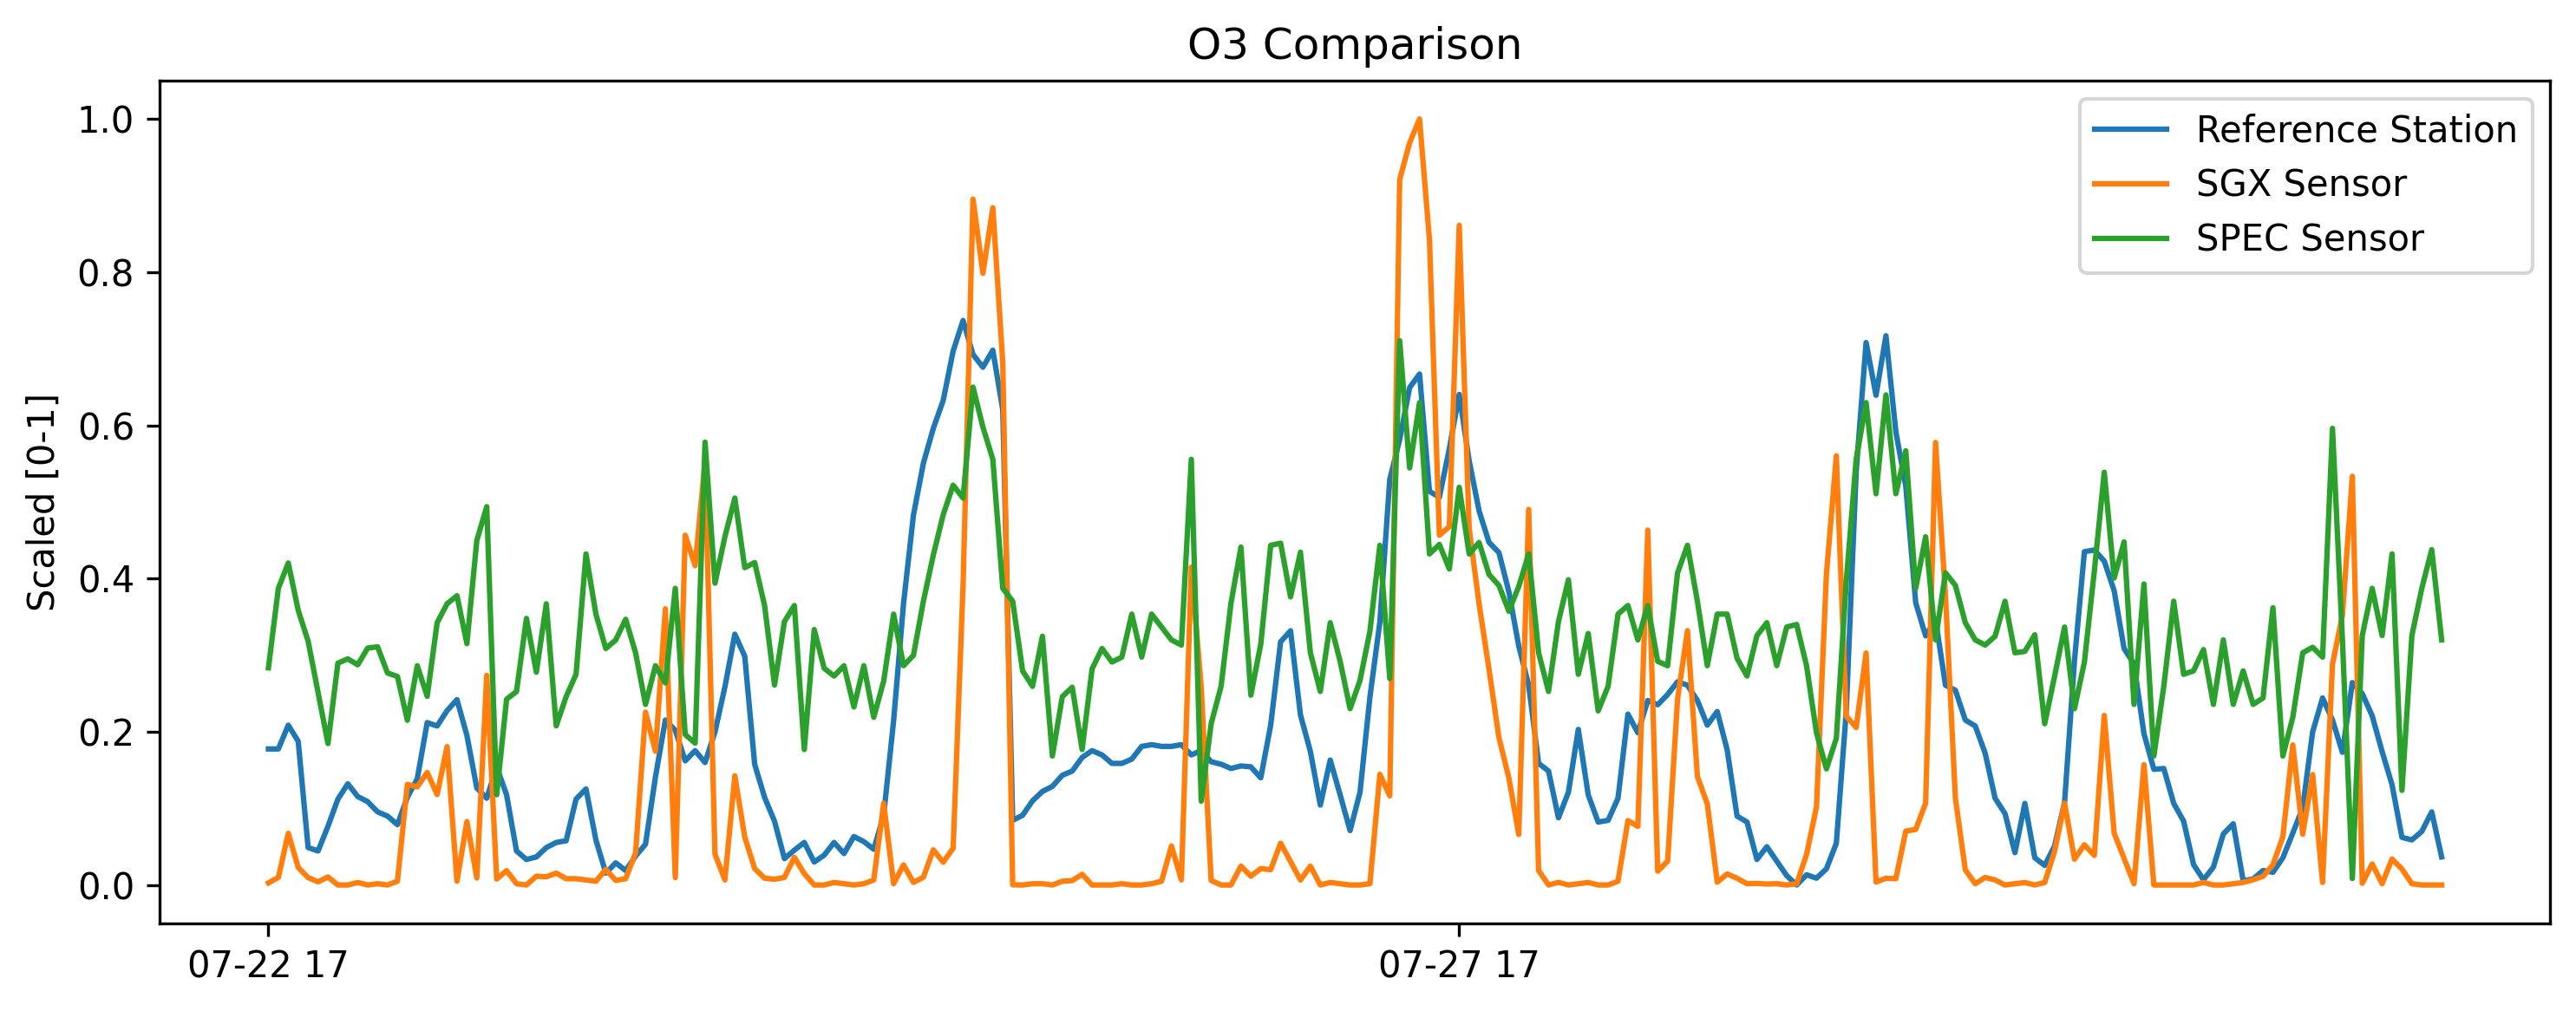 O3 Comparison
Scaled [0-1]
1.0
0.8
0.6
0.4
0.2
0.0
07-22 17
07-27 17
Reference Station
SGX Sensor
SPEC Sensor